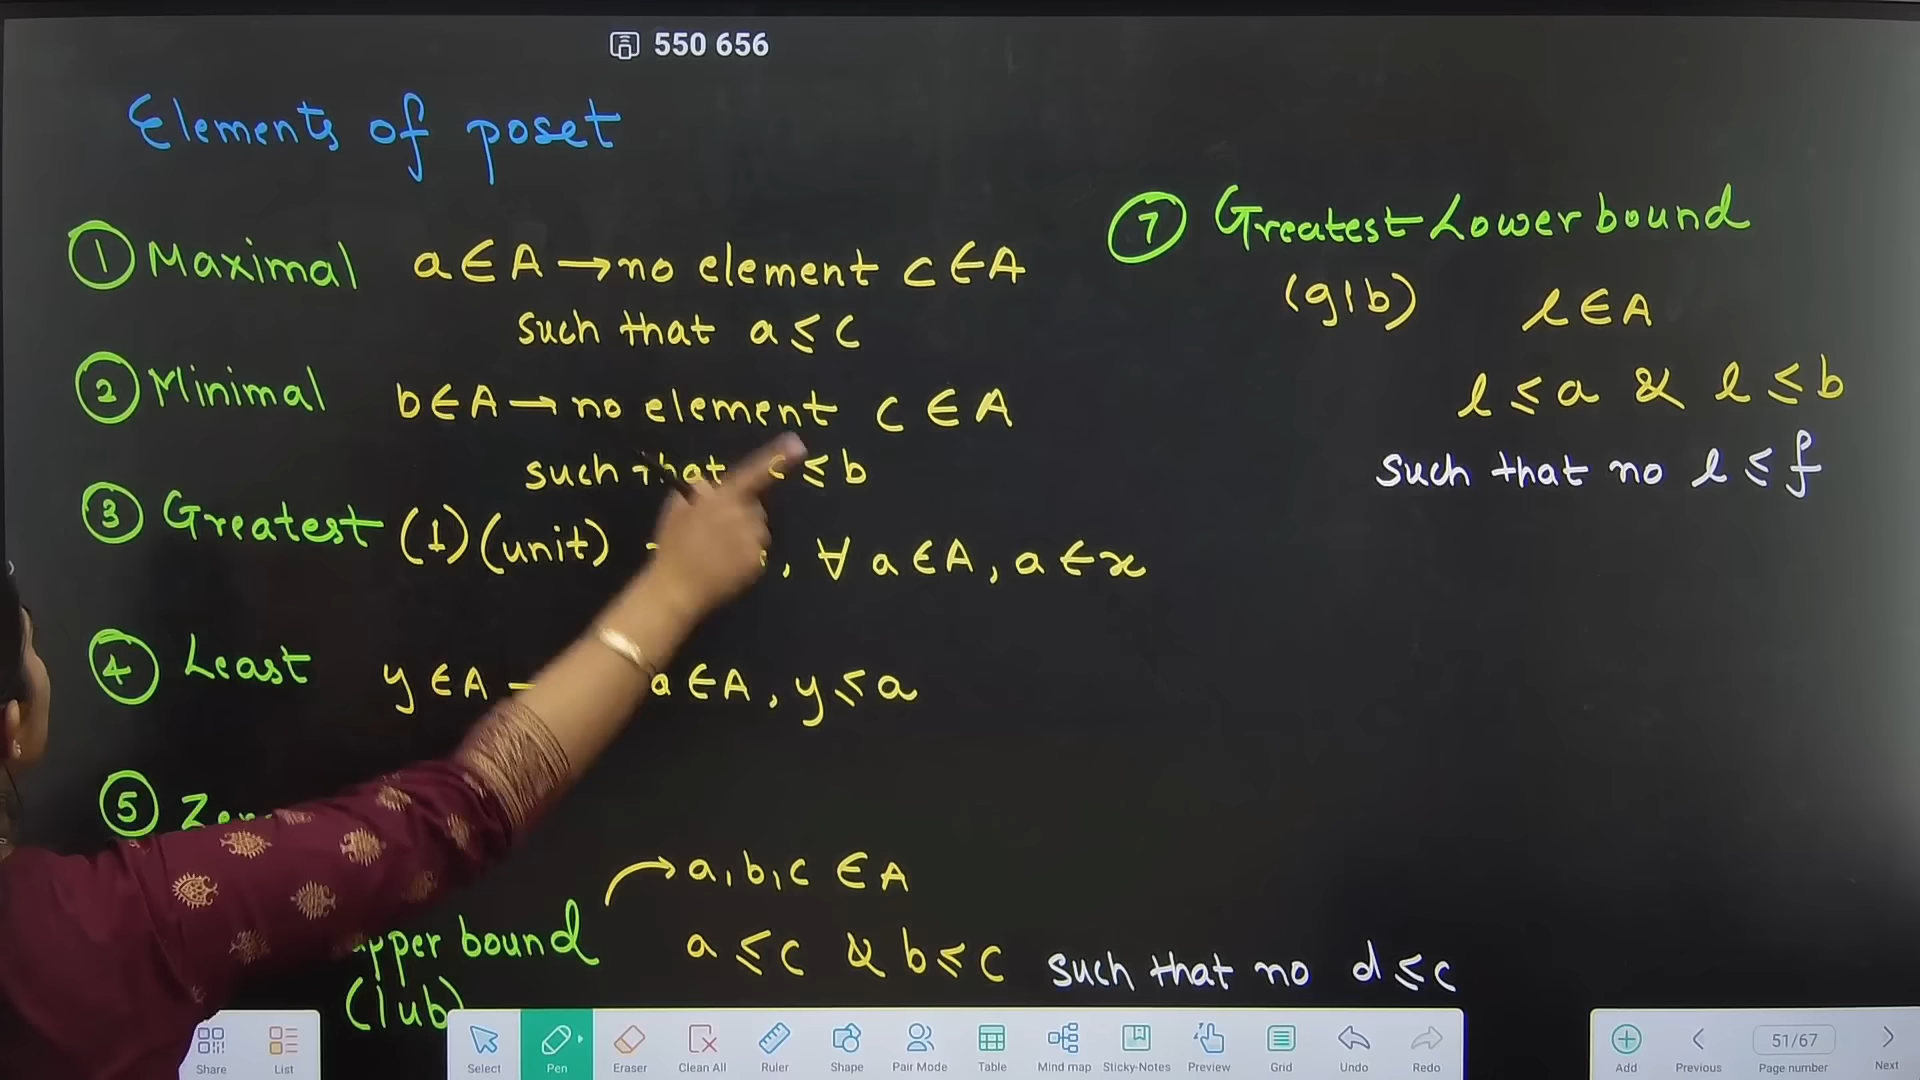 550 656
Elements of poset
① Maximal a ∈ A → no element c ∈ A
such that a ≤ c
② Minimal b ∈ A → no element c ∈ A
such that c ≤ b
③ Greatest (1) (unit) , ∀ a ∈ A, a ∈ x
④ Least y ∈ A - a ∈ A, y ≤ a
⑤
a, b, c ∈ A
upper bound a ≤ c & b ≤ c such that no d ≤ c
(lub)
⑦ Greatest Lower bound
(glb) l ∈ A
l ≤ a & l ≤ b
such that no l ≤ f
Share List Select Pen Eraser Clean All Ruler Shape Pair Mode Table Mind map Sticky-Notes Preview Grid Undo Redo Add Previous 51/67 Page number Next